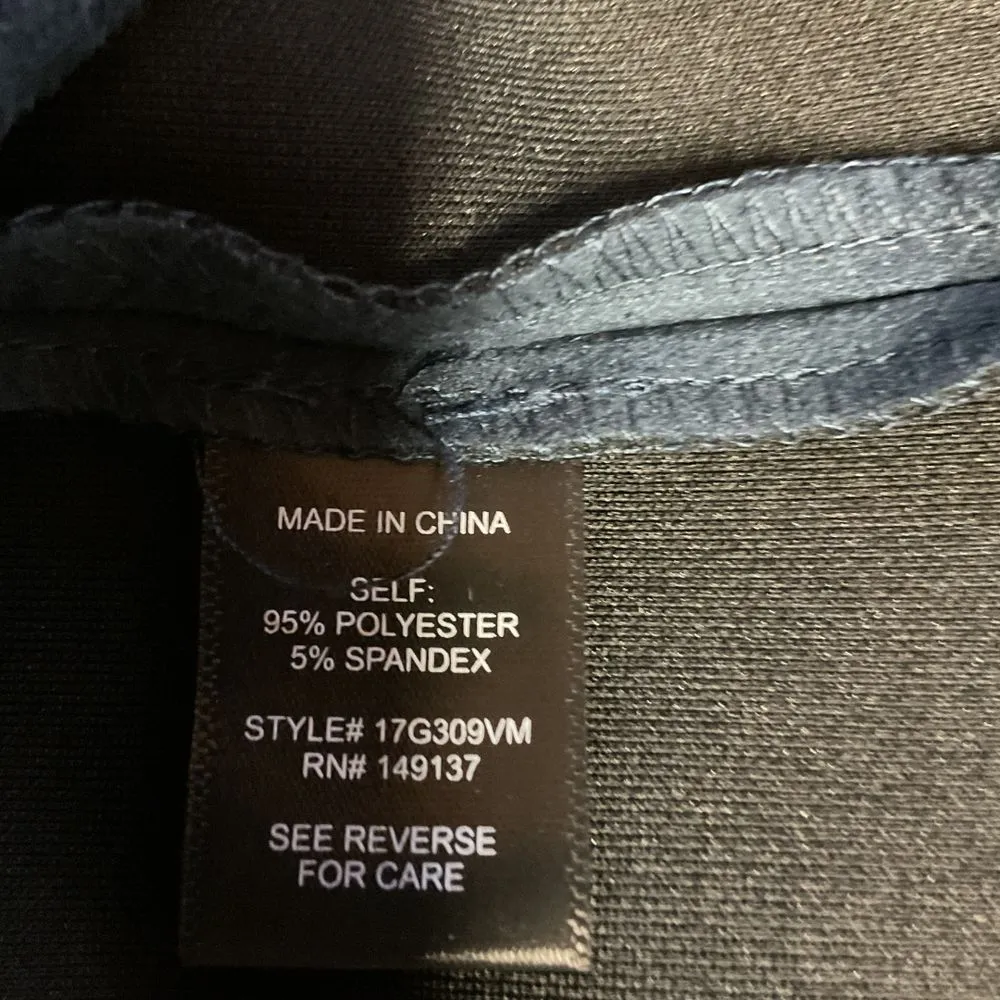 MADE IN CHINA
SELF:
95% POLYESTER
5% SPANDEX
STYLE# 17G309VM
RN# 149137
SEE REVERSE
FOR CARE